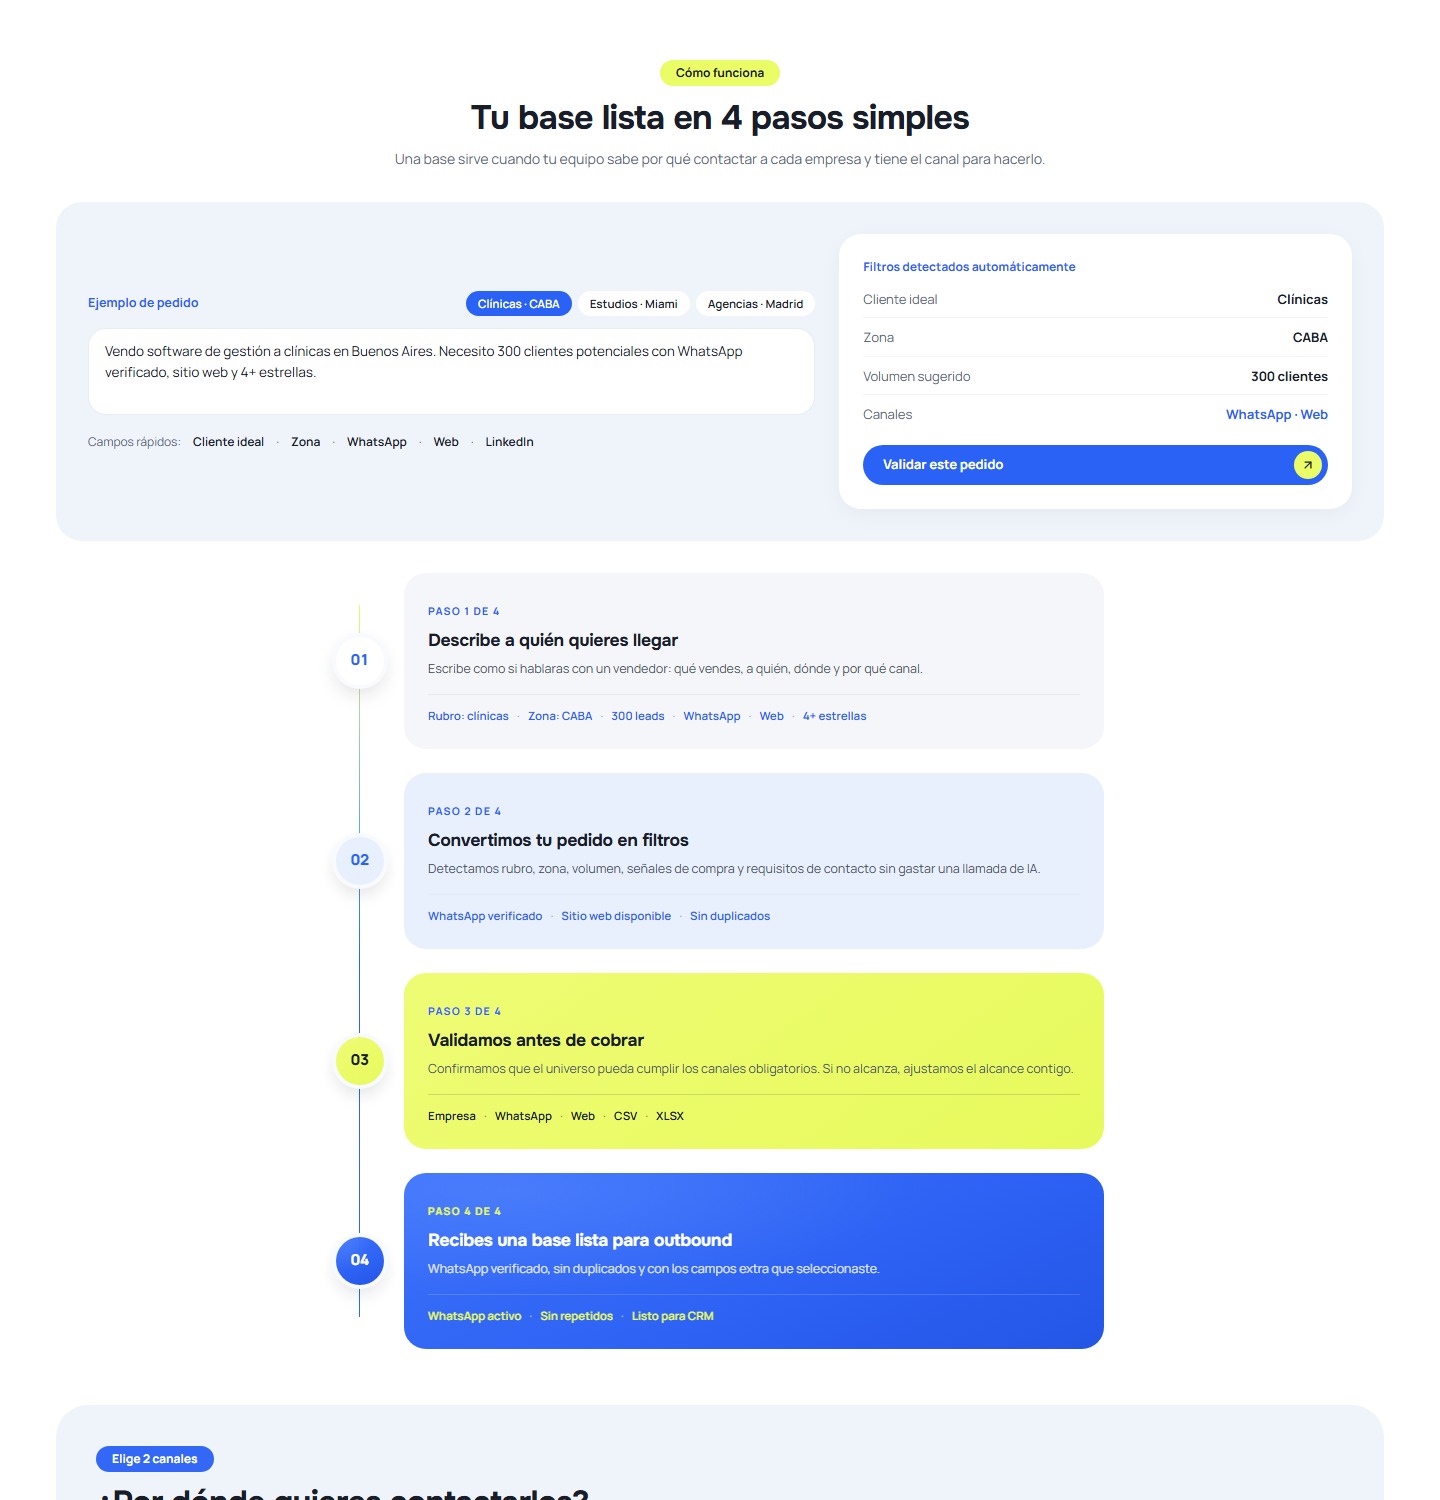 Cómo funciona
Tu base lista en 4 pasos simples
Una base sirve cuando tu equipo sabe por qué contactar a cada empresa y tiene el canal para hacerlo.
Ejemplo de pedido
Clínicas · CABA
Estudios · Miami
Agencias · Madrid
Vendo software de gestión a clínicas en Buenos Aires. Necesito 300 clientes potenciales con WhatsApp
verificado, sitio web y 4+ estrellas.
Campos rápidos: Cliente ideal · Zona · WhatsApp · Web · LinkedIn
Filtros detectados automáticamente
Cliente ideal Clínicas
Zona CABA
Volumen sugerido 300 clientes
Canales WhatsApp · Web
Validar este pedido
01
PASO 1 DE 4
Describe a quién quieres llegar
Escribe como si hablaras con un vendedor: qué vendes, a quién, dónde y por qué canal.
Rubro: clínicas · Zona: CABA · 300 leads · WhatsApp · Web · 4+ estrellas
02
PASO 2 DE 4
Convertimos tu pedido en filtros
Detectamos rubro, zona, volumen, señales de compra y requisitos de contacto sin gastar una llamada de IA.
WhatsApp verificado · Sitio web disponible · Sin duplicados
03
PASO 3 DE 4
Validamos antes de cobrar
Confirmamos que el universo pueda cumplir los canales obligatorios. Si no alcanza, ajustamos el alcance contigo.
Empresa · WhatsApp · Web · CSV · XLSX
04
PASO 4 DE 4
Recibes una base lista para outbound
WhatsApp verificado, sin duplicados y con los campos extra que seleccionaste.
WhatsApp activo · Sin repetidos · Listo para CRM
Elige 2 canales
¿Por dónde quieres contactarlos?